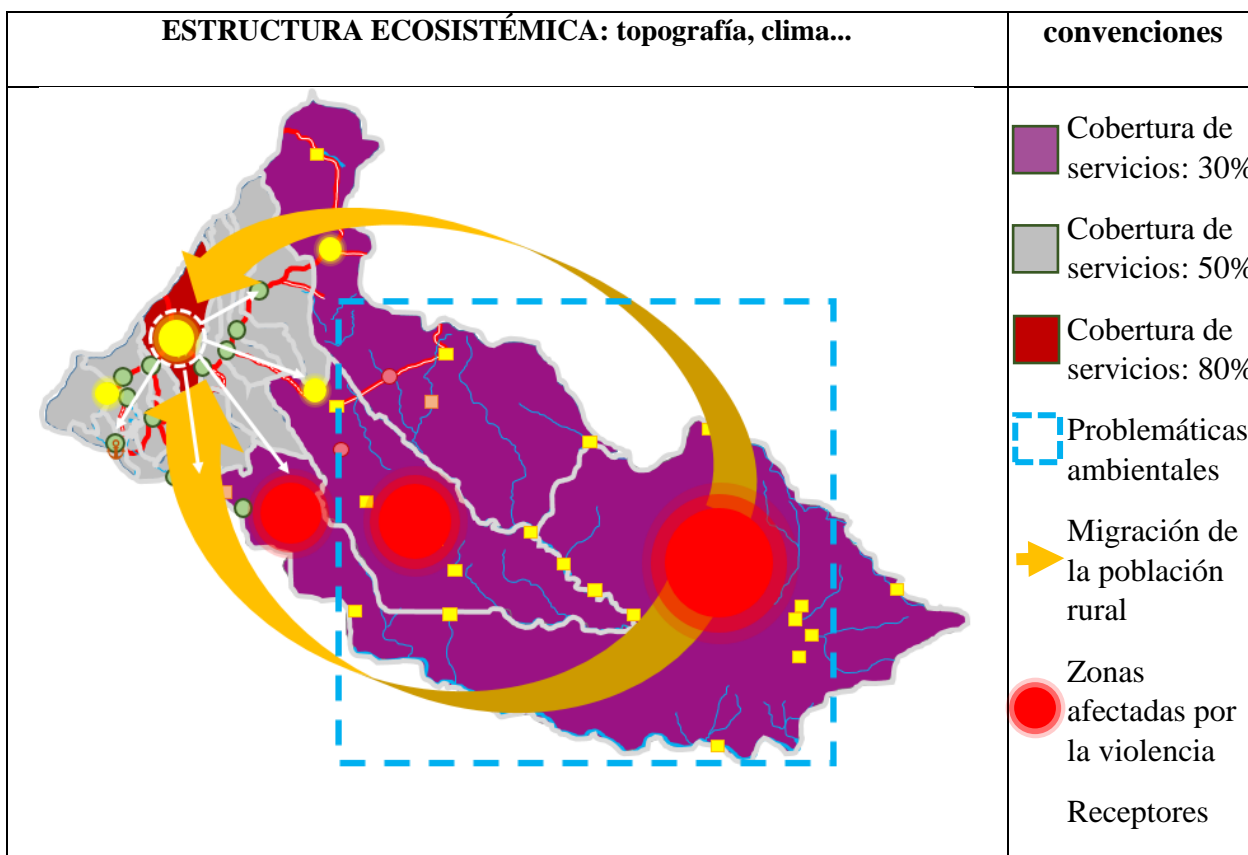 ESTRUCTURA ECOSISTÉMICA: topografía, clima...
convenciones
Cobertura de
servicios: 30%
Cobertura de
servicios: 50%
Cobertura de
servicios: 80%
Problemáticas
ambientales
Migración de
la población
rural
Zonas
afectadas por
la violencia
Receptores